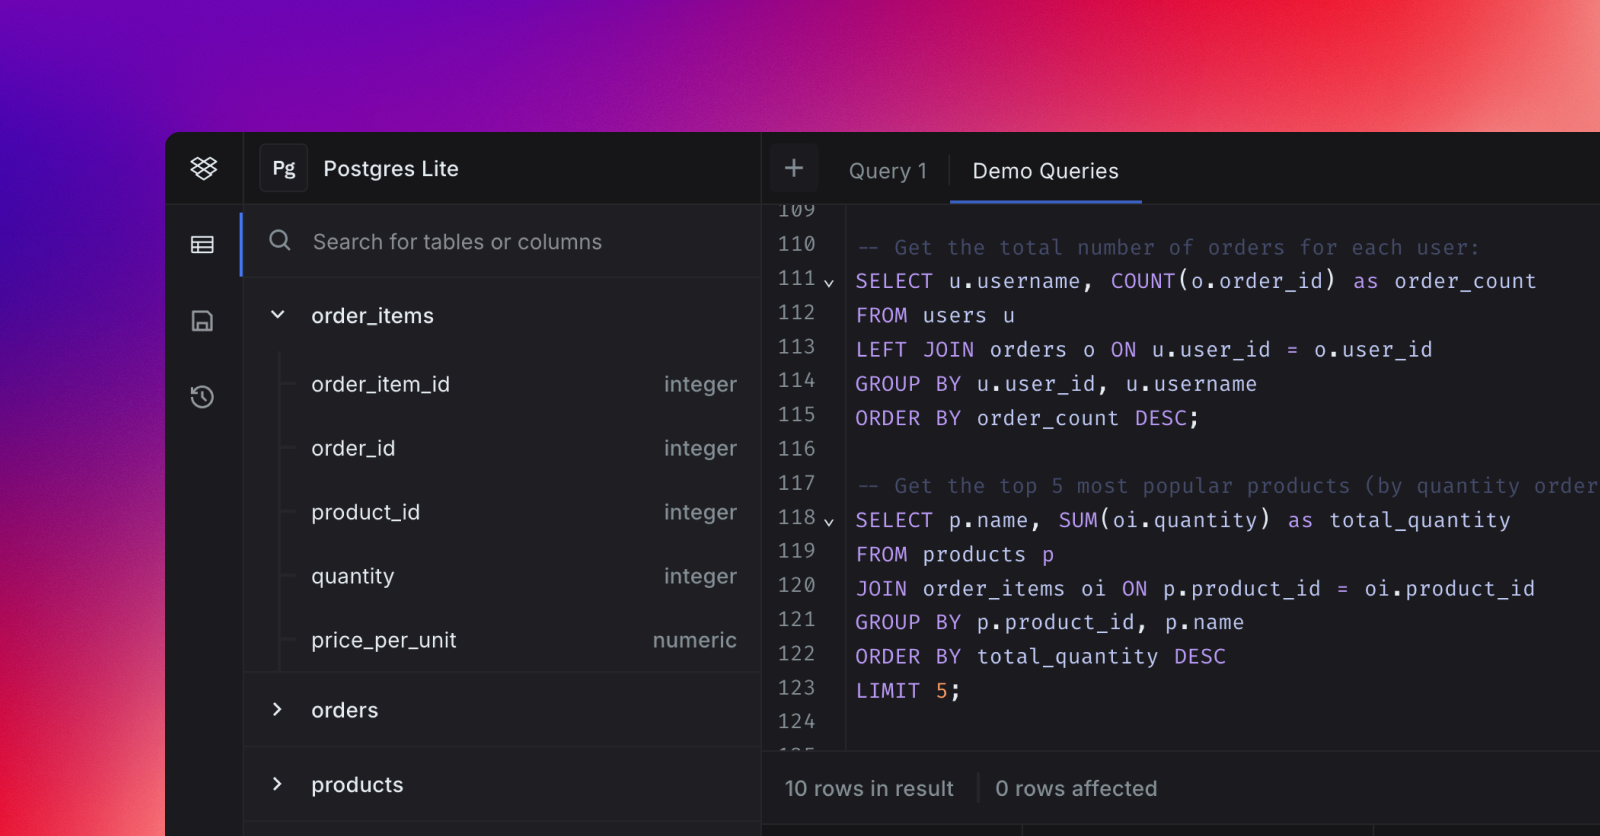 Pg Postgres Lite
Search for tables or columns
order_items
order_item_id integer
order_id integer
product_id integer
quantity integer
price_per_unit numeric
orders
products
+ Query 1 Demo Queries
109
110 -- Get the total number of orders for each user:
111 SELECT u.username, COUNT(o.order_id) as order_count
112 FROM users u
113 LEFT JOIN orders o ON u.user_id = o.user_id
114 GROUP BY u.user_id, u.username
115 ORDER BY order_count DESC;
116
117 -- Get the top 5 most popular products (by quantity order
118 SELECT p.name, SUM(oi.quantity) as total_quantity
119 FROM products p
120 JOIN order_items oi ON p.product_id = oi.product_id
121 GROUP BY p.product_id, p.name
122 ORDER BY total_quantity DESC
123 LIMIT 5;
124
10 rows in result 0 rows affected